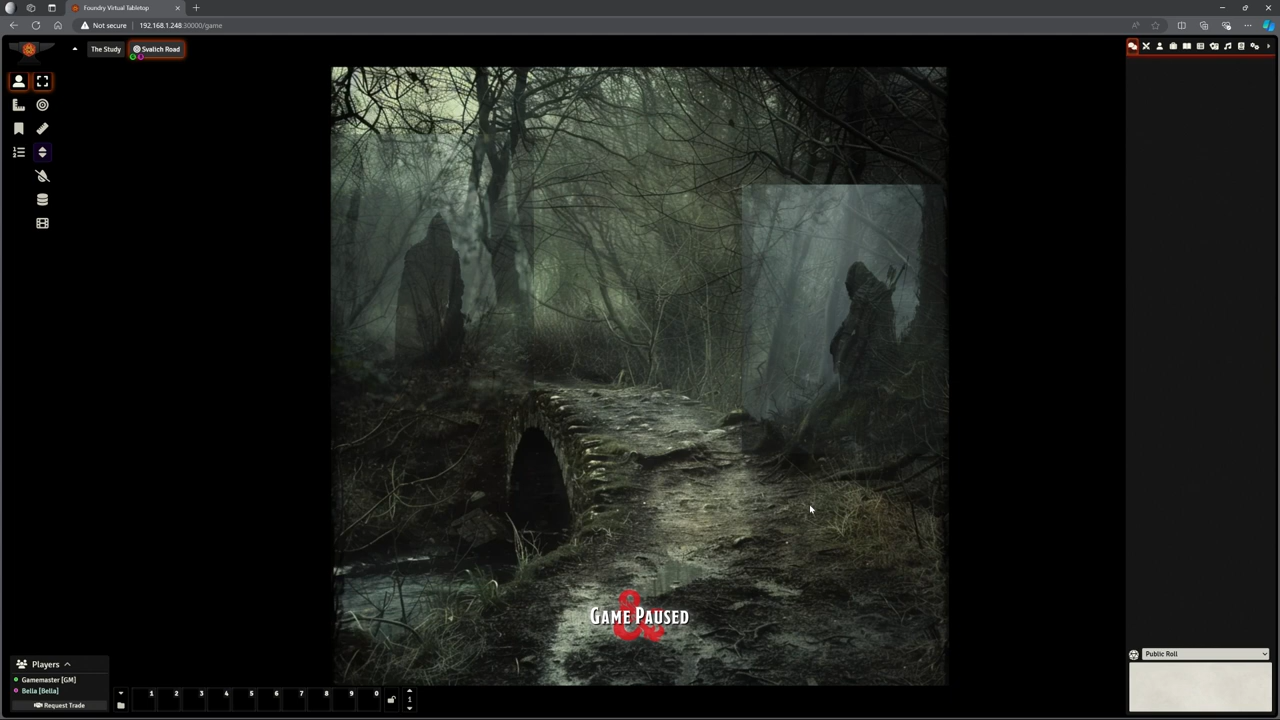 Foundry Virtual Tabletop
Not secure
192.168.1.248:30000/game
The Study
Svalich Road
G
B
Game Paused
&
Public Roll
Players
Gamemaster [GM]
Bella [Bella]
Request Trade
1 2 3 4 5 6 7 8 9 0
1